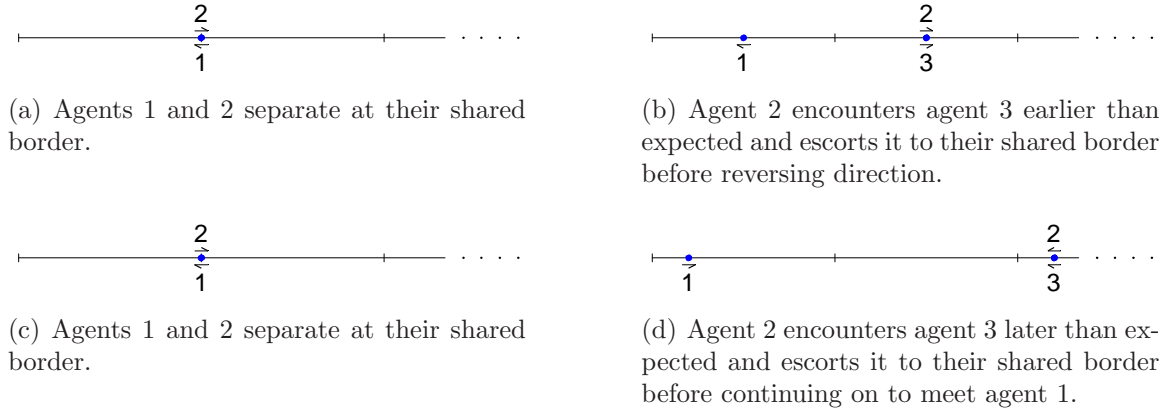 2
1
(a) Agents 1 and 2 separate at their shared
border.
2
1 3
(b) Agent 2 encounters agent 3 earlier than
expected and escorts it to their shared border
before reversing direction.
2
1
(c) Agents 1 and 2 separate at their shared
border.
2
1 3
(d) Agent 2 encounters agent 3 later than ex-
pected and escorts it to their shared border
before continuing on to meet agent 1.